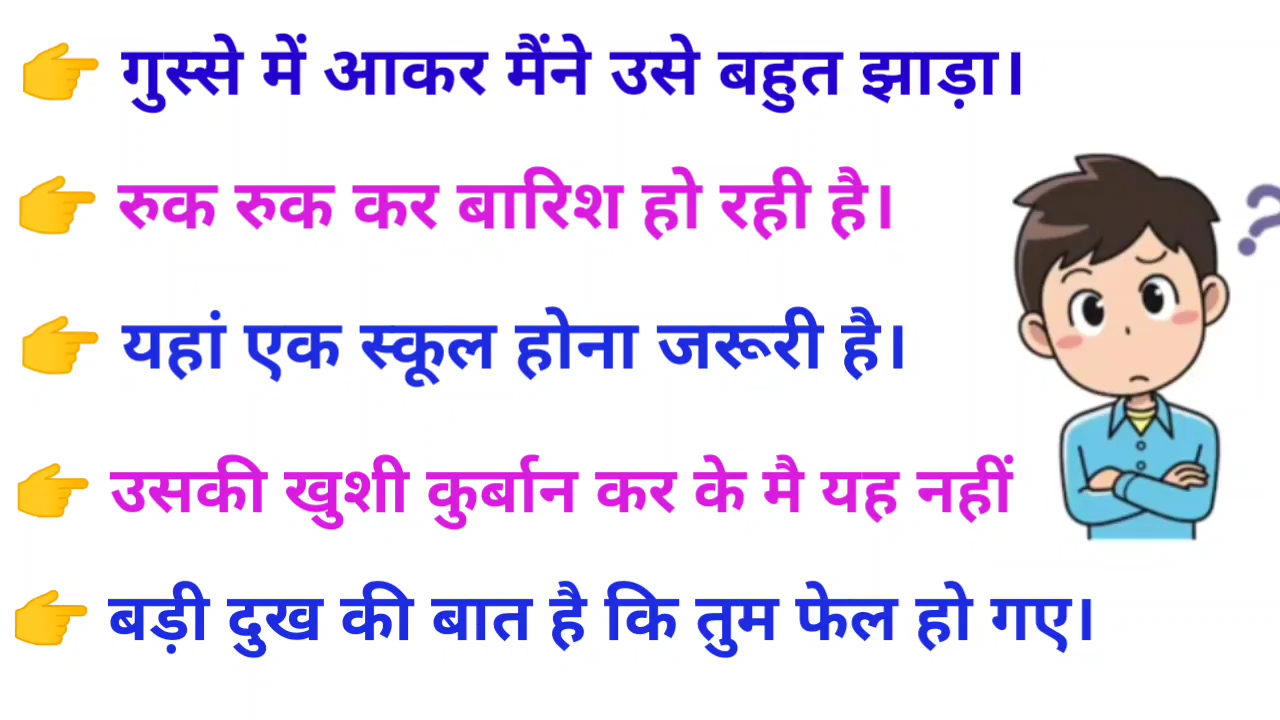 👉 गुस्से में आकर मैंने उसे बहुत झाड़ा।
👉 रुक रुक कर बारिश हो रही है।
👉 यहां एक स्कूल होना जरूरी है।
👉 उसकी खुशी कुर्बान कर के मै यह नहीं
👉 बड़ी दुख की बात है कि तुम फेल हो गए।